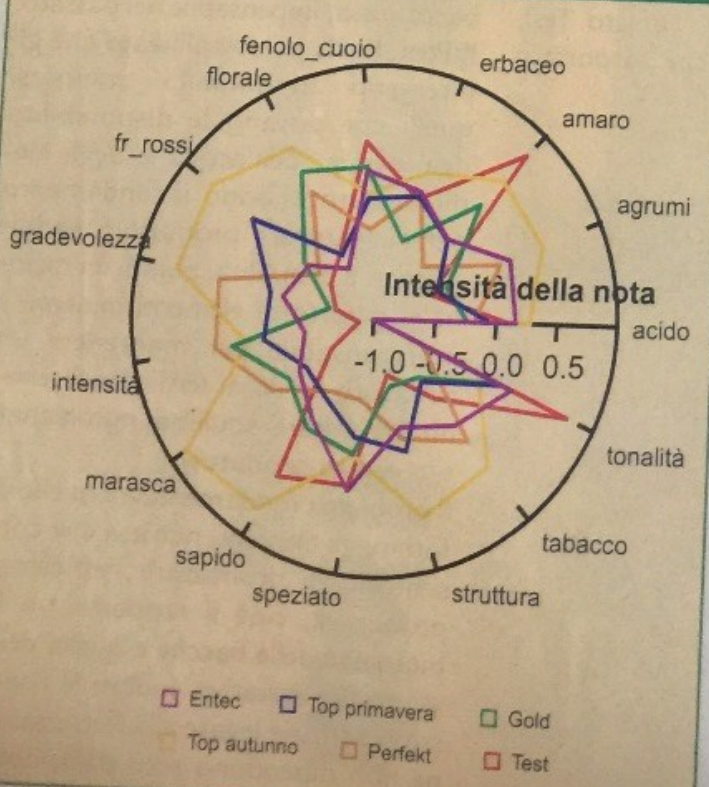 fenolo_cuoio
erbaceo
florale
amaro
fr_rossi
agrumi
gradevolezza
Intensità della nota
acido
-1.0 -0.5 0.0 0.5
intensità
tonalità
marasca
tabacco
sapido
speziato
struttura
Entec
Top primavera
Gold
Top autunno
Perfekt
Test